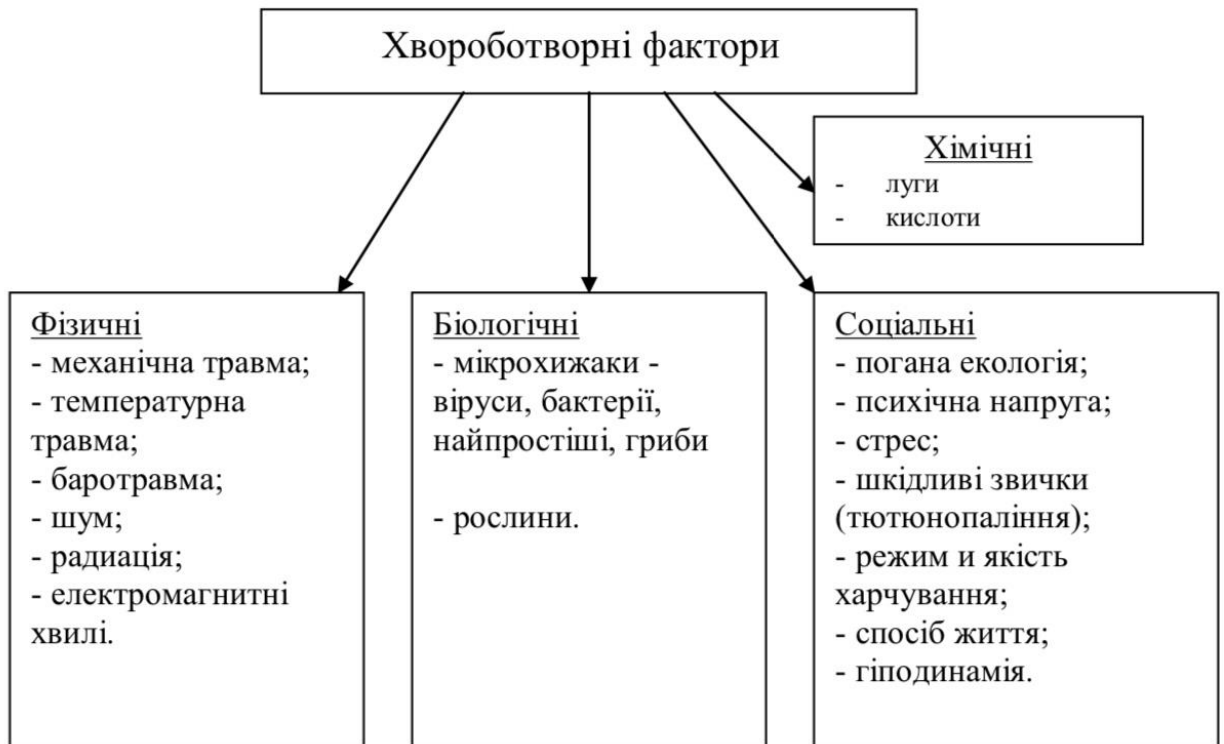 Хвороботворні фактори
Хімічні
- луги
- кислоти
Фізичні
- механічна травма;
- температурна
травма;
- баротравма;
- шум;
- радиація;
- електромагнитні
хвилі.
Біологічні
- мікрохижаки -
віруси, бактерії,
найпростіші, гриби
- рослини.
Соціальні
- погана екологія;
- психічна напруга;
- стрес;
- шкідливі звички
(тютюнопаління);
- режим и якість
харчування;
- спосіб життя;
- гіподинамія.